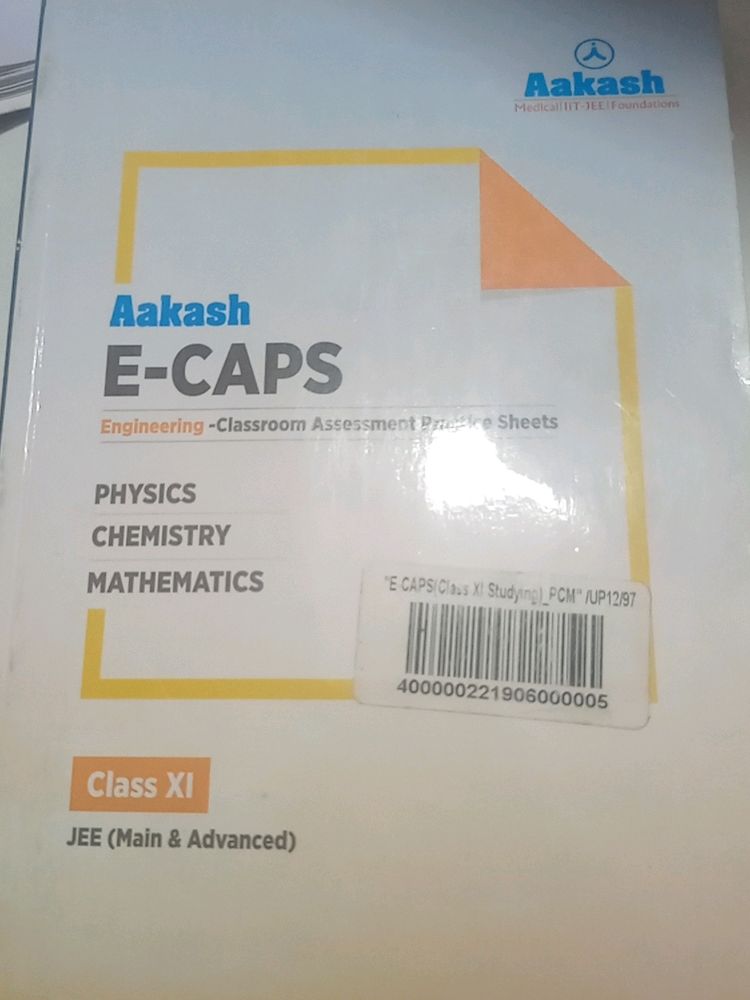 Aakash
Medical|IIT-JEE|Foundations
Aakash
E-CAPS
Engineering -Classroom Assessment Practice Sheets
PHYSICS
CHEMISTRY
MATHEMATICS
"E CAPS(Class XI Studying)_PCM" /UP12/97
400000221906000005
Class XI
JEE (Main & Advanced)